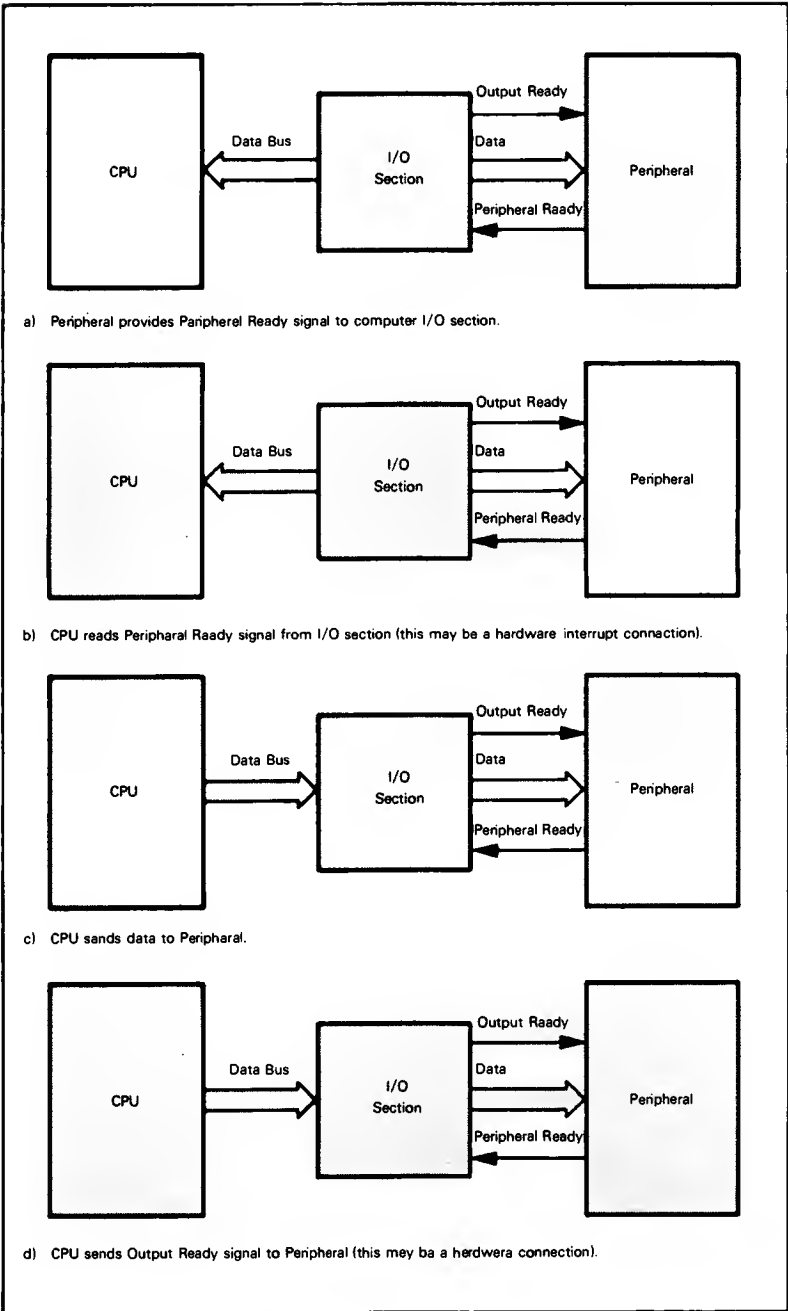 Output Ready
Data Bus
Data
CPU
I/O
Section
Peripheral
Peripheral Raady
a) Peripheral provides Paripherel Ready signal to computer I/O section.
Output Ready
Data Bus
Data
CPU
I/O
Section
Peripheral
Peripheral Ready
b) CPU reads Peripharal Raady signal from I/O section (this may be a hardware interrupt connaction).
Output Ready
Data Bus
Data
CPU
I/O
Section
Peripheral
Peripheral Ready
c) CPU sands data to Peripharal.
Output Raady
Data Bus
Data
CPU
I/O
Section
Peripheral
Peripheral Ready
d) CPU sends Output Ready signal to Peripheral (this mey ba a herdwera connection).